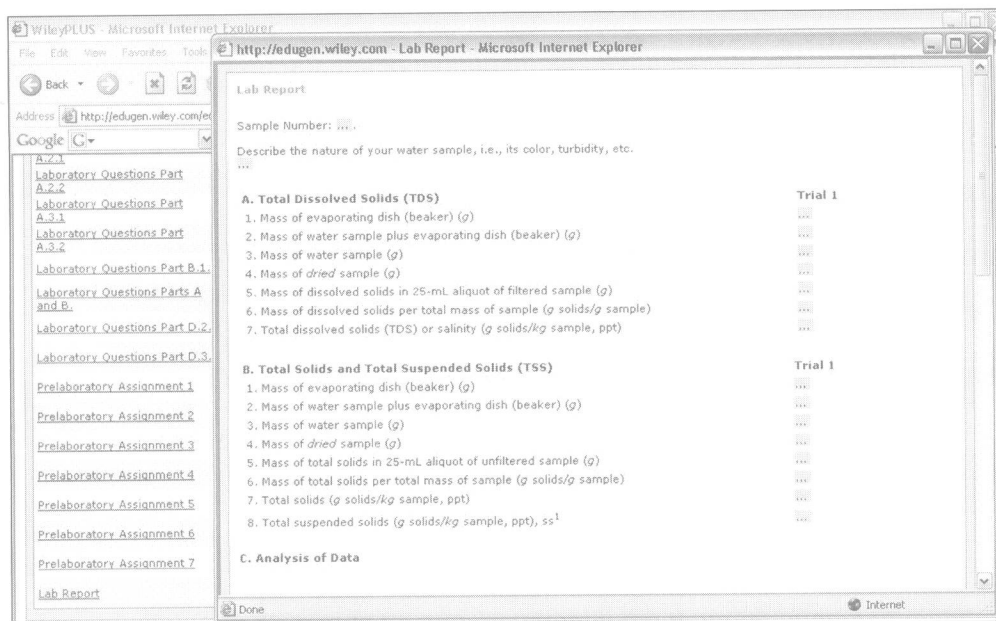 WileyPLUS - Microsoft Internet Explorer
File Edit View Favorites Tools
Back
Address http://edugen.wiley.com/ed
Google G
A.2.1
Laboratory Questions Part
A.2.2
Laboratory Questions Part
A.3.1
Laboratory Questions Part
A.3.2
Laboratory Questions Part B.1.
Laboratory Questions Parts A
and B.
Laboratory Questions Part D.2.
Laboratory Questions Part D.3.
Prelaboratory Assignment 1
Prelaboratory Assignment 2
Prelaboratory Assignment 3
Prelaboratory Assignment 4
Prelaboratory Assignment 5
Prelaboratory Assignment 6
Prelaboratory Assignment 7
Lab Report
http://edugen.wiley.com - Lab Report - Microsoft Internet Explorer
Lab Report
Sample Number: ... .
Describe the nature of your water sample, i.e., its color, turbidity, etc.
...
A. Total Dissolved Solids (TDS) Trial 1
1. Mass of evaporating dish (beaker) (g) ...
2. Mass of water sample plus evaporating dish (beaker) (g) ...
3. Mass of water sample (g) ...
4. Mass of dried sample (g) ...
5. Mass of dissolved solids in 25-mL aliquot of filtered sample (g) ...
6. Mass of dissolved solids per total mass of sample (g solids/g sample) ...
7. Total dissolved solids (TDS) or salinity (g solids/kg sample, ppt) ...
B. Total Solids and Total Suspended Solids (TSS) Trial 1
1. Mass of evaporating dish (beaker) (g) ...
2. Mass of water sample plus evaporating dish (beaker) (g) ...
3. Mass of water sample (g) ...
4. Mass of dried sample (g) ...
5. Mass of total solids in 25-mL aliquot of unfiltered sample (g) ...
6. Mass of total solids per total mass of sample (g solids/g sample) ...
7. Total solids (g solids/kg sample, ppt) ...
8. Total suspended solids (g solids/kg sample, ppt), ss¹ ...
C. Analysis of Data
Done Internet